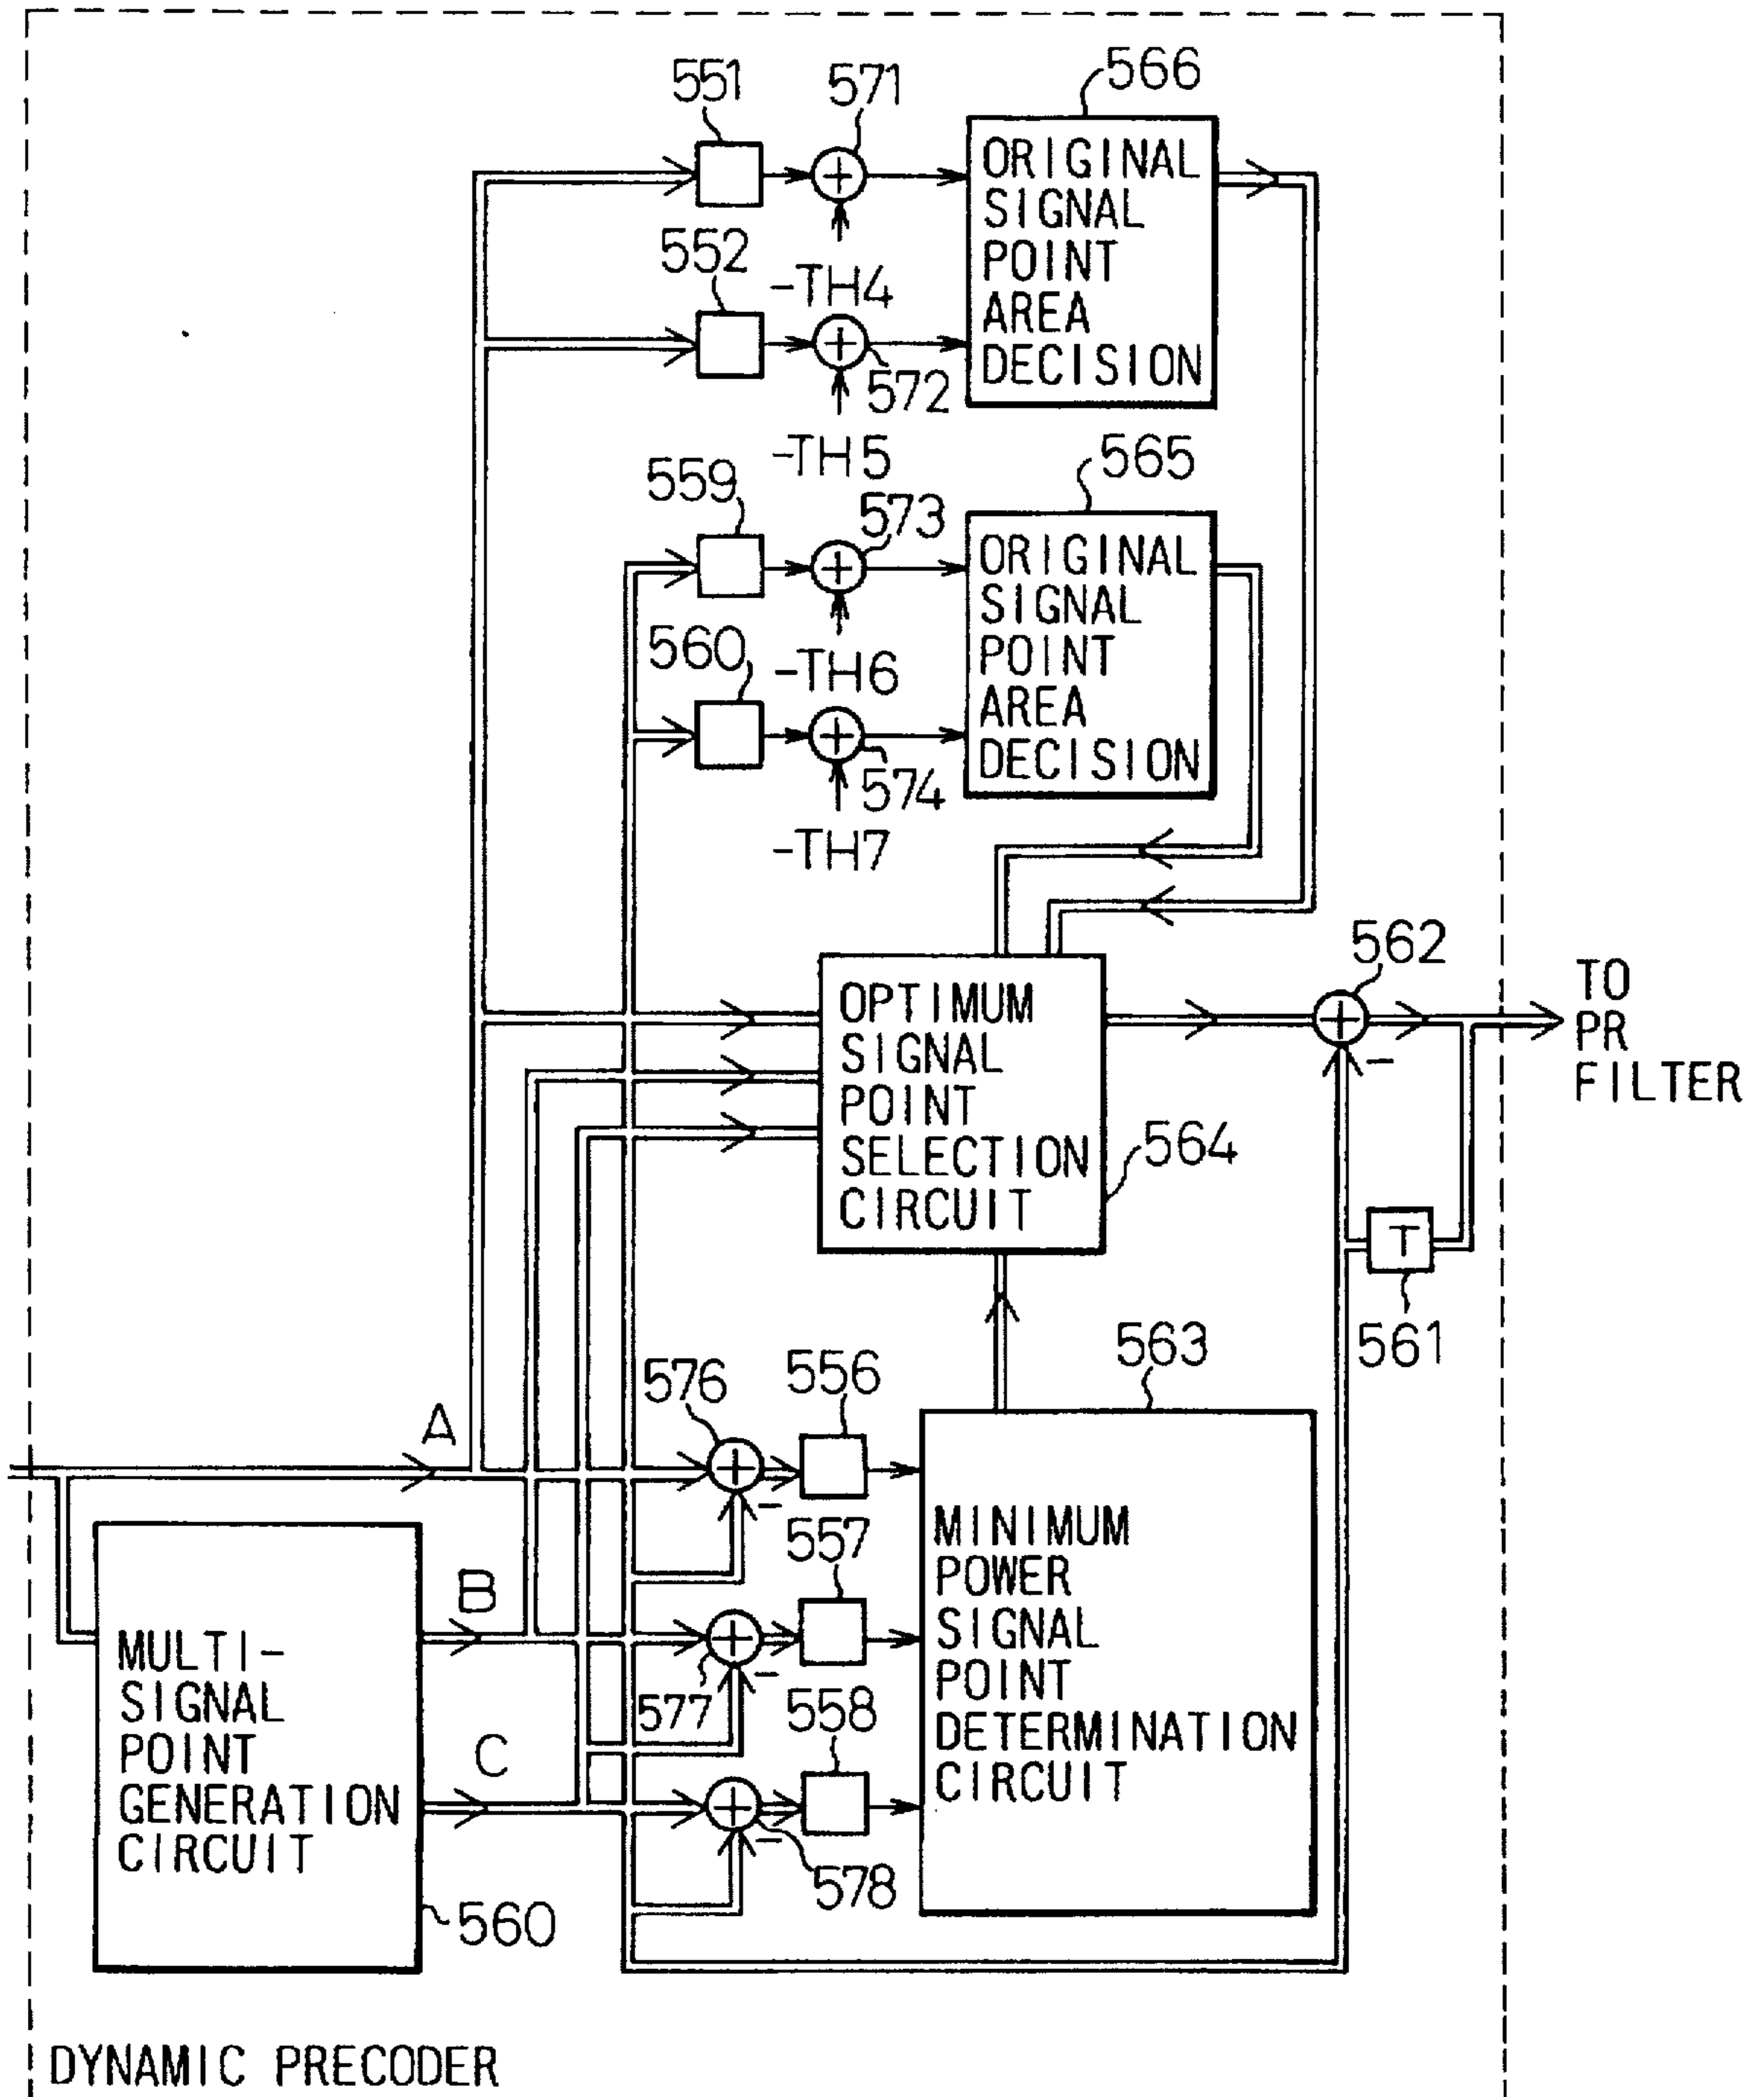 551
571
566
ORIGINAL
SIGNAL
POINT
AREA
DECISION
552
-TH4
572
-TH5
565
559
573
ORIGINAL
SIGNAL
POINT
AREA
DECISION
560
-TH6
574
-TH7
562
TO
PR
FILTER
OPTIMUM
SIGNAL
POINT
SELECTION
CIRCUIT
-
564
T
561
563
576
556
A
-
MINIMUM
POWER
SIGNAL
POINT
DETERMINATION
CIRCUIT
557
B
-
577
558
MULTI-
SIGNAL
POINT
GENERATION
CIRCUIT
C
-
578
560
DYNAMIC PRECODER